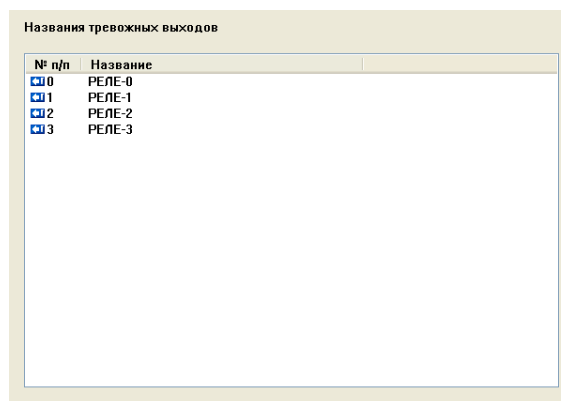 Названия тревожных выходов
№ п/п Название
0 РЕЛЕ-0
1 РЕЛЕ-1
2 РЕЛЕ-2
3 РЕЛЕ-3